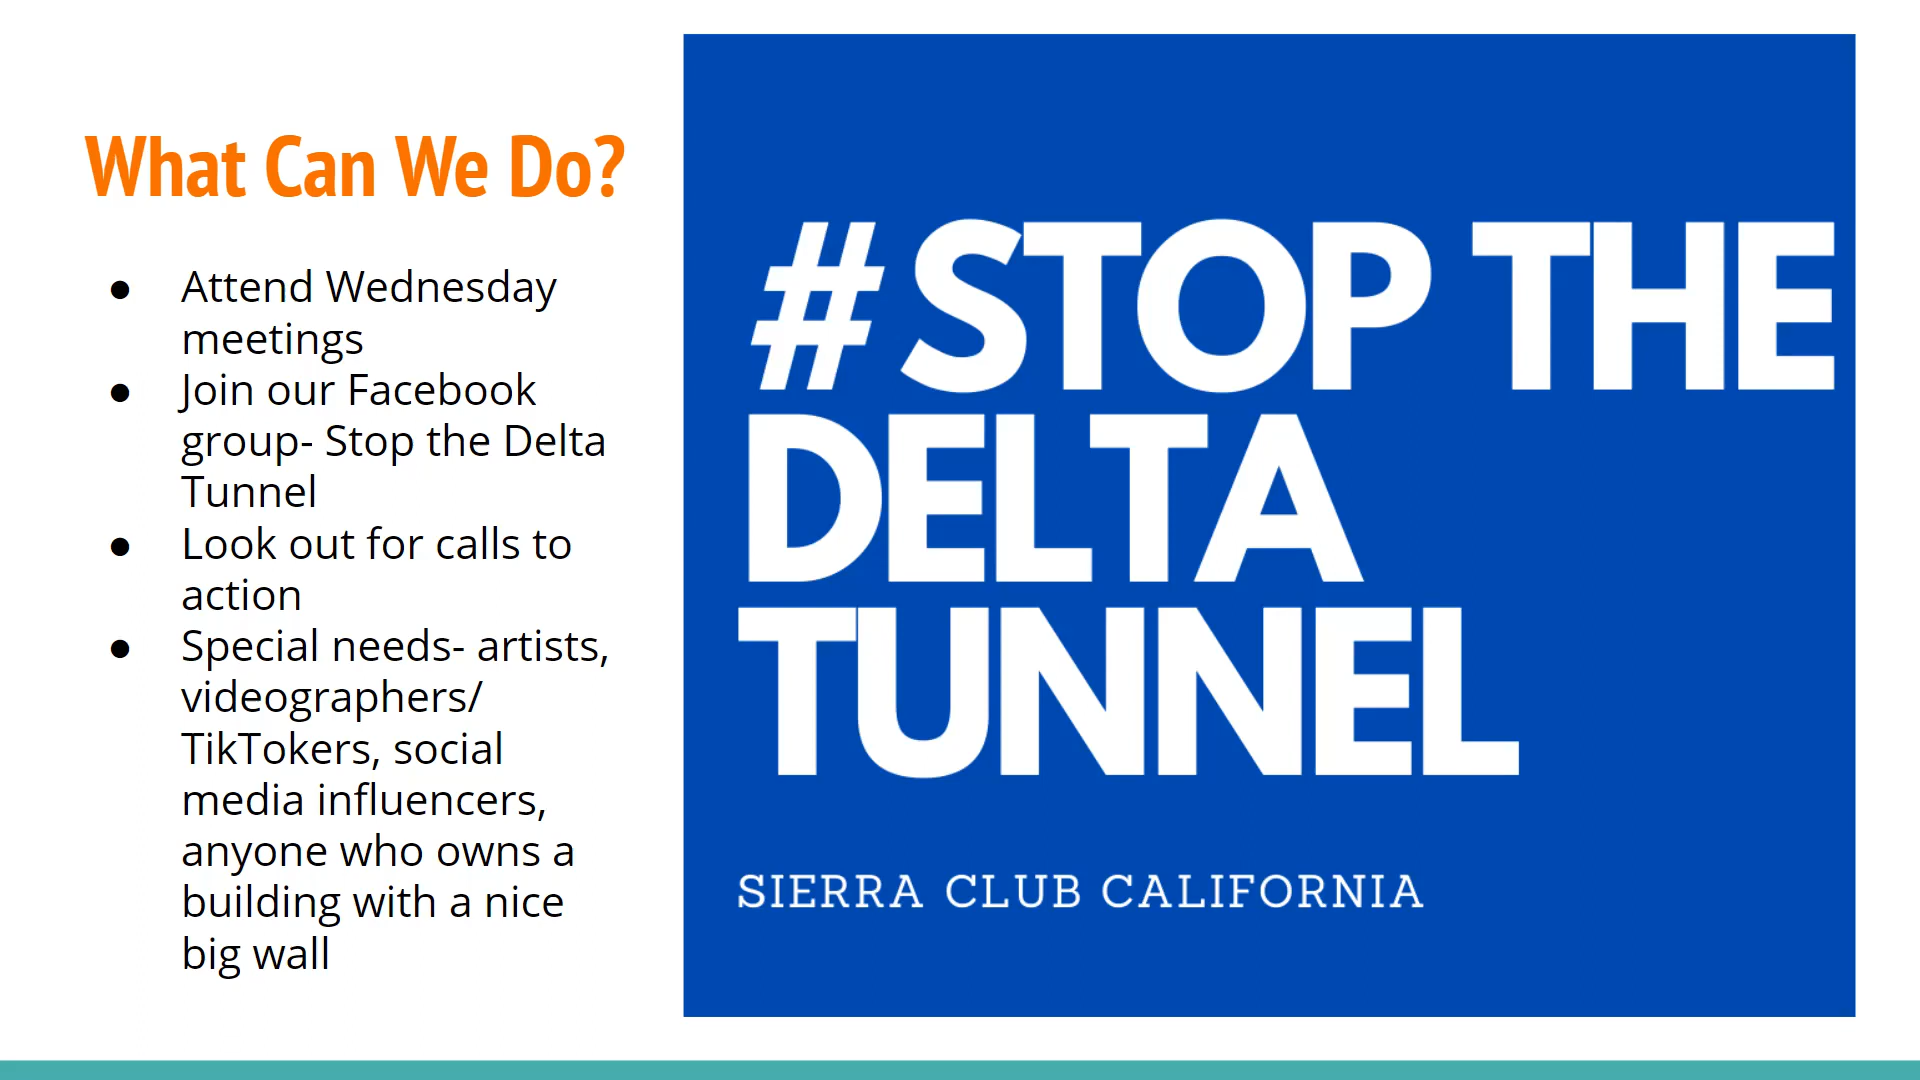 What Can We Do?
● Attend Wednesday
meetings
● Join our Facebook
group- Stop the Delta
Tunnel
● Look out for calls to
action
● Special needs- artists,
videographers/
TikTokers, social
media influencers,
anyone who owns a
building with a nice
big wall
#STOP THE
DELTA
TUNNEL
SIERRA CLUB CALIFORNIA